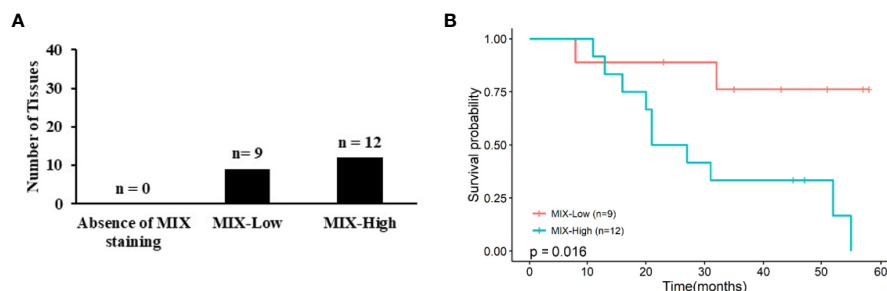 A
Number of Tissues
40
30
20
10
0
n = 0
n= 9
n = 12
Absence of MIX
staining
MIX-Low
MIX-High
B
Survival probability
1.00
0.75
0.50
0.25
0.00
MIX-Low (n=9)
MIX-High (n=12)
p = 0.016
0
10
20
30
40
50
60
Time(months)